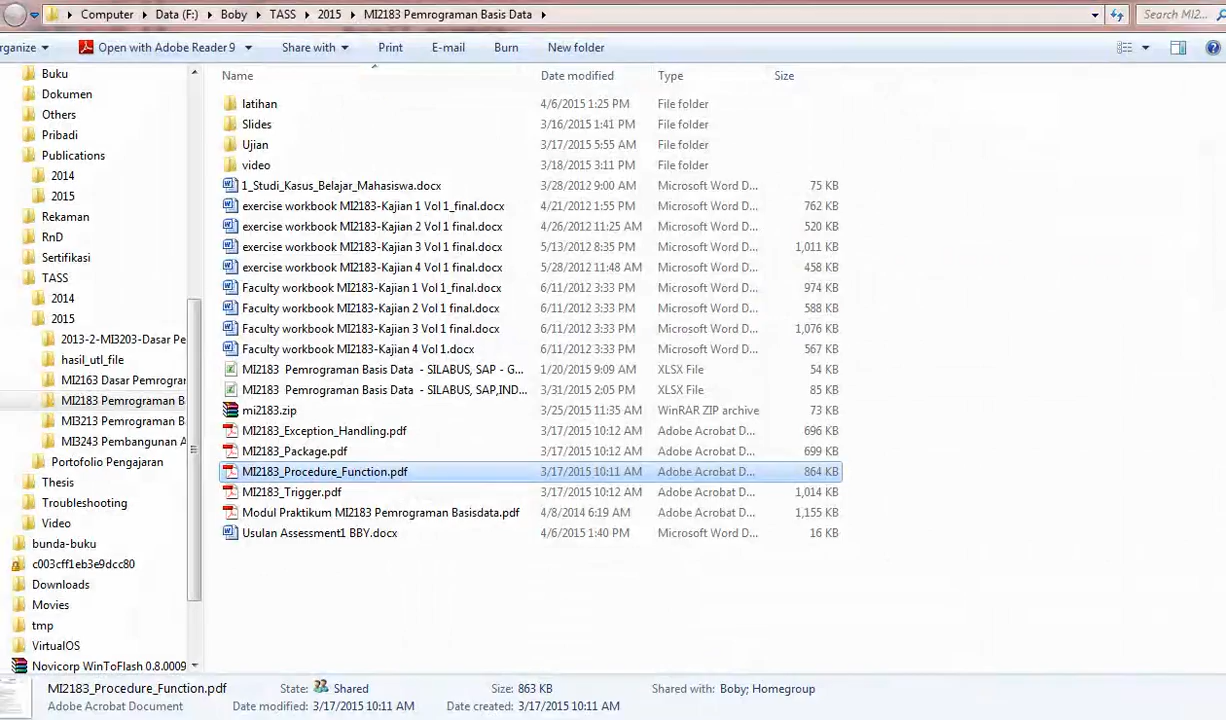 Computer Data (F:) Boby TASS 2015 MI2183 Pemrograman Basis Data Search MI2...
rganize Open with Adobe Reader 9 Share with Print E-mail Burn New folder
Buku
Dokumen
Others
Pribadi
Publications
2014
2015
Rekaman
RnD
Sertifikasi
TASS
2014
2015
2013-2-MI3203-Dasar Pe
hasil_utl_file
MI2163 Dasar Pemrogra
MI2183 Pemrograman B
MI3213 Pemrograman B
MI3243 Pembangunan A
Portofolio Pengajaran
Thesis
Troubleshooting
Video
bunda-buku
c003cff1eb3e9dcc80
Downloads
Movies
tmp
VirtualOS
Novicorp WinToFlash 0.8.0009
Name Date modified Type Size
latihan 4/6/2015 1:25 PM File folder
Slides 3/16/2015 1:41 PM File folder
Ujian 3/17/2015 5:55 AM File folder
video 3/18/2015 3:11 PM File folder
1_Studi_Kasus_Belajar_Mahasiswa.docx 3/28/2012 9:00 AM Microsoft Word D... 75 KB
exercise workbook MI2183-Kajian 1 Vol 1_final.docx 4/21/2012 1:55 PM Microsoft Word D... 762 KB
exercise workbook MI2183-Kajian 2 Vol 1 final.docx 4/26/2012 11:25 AM Microsoft Word D... 520 KB
exercise workbook MI2183-Kajian 3 Vol 1 final.docx 5/13/2012 8:35 PM Microsoft Word D... 1,011 KB
exercise workbook MI2183-Kajian 4 Vol 1 final.docx 5/28/2012 11:48 AM Microsoft Word D... 458 KB
Faculty workbook MI2183-Kajian 1 Vol 1_final.docx 6/11/2012 3:33 PM Microsoft Word D... 974 KB
Faculty workbook MI2183-Kajian 2 Vol 1 final.docx 6/11/2012 3:33 PM Microsoft Word D... 588 KB
Faculty workbook MI2183-Kajian 3 Vol 1 final.docx 6/11/2012 3:33 PM Microsoft Word D... 1,076 KB
Faculty workbook MI2183-Kajian 4 Vol 1.docx 6/11/2012 3:33 PM Microsoft Word D... 567 KB
MI2183 Pemrograman Basis Data - SILABUS, SAP - G... 1/20/2015 9:09 AM XLSX File 54 KB
MI2183 Pemrograman Basis Data - SILABUS, SAP,IND... 3/31/2015 2:05 PM XLSX File 85 KB
mi2183.zip 3/25/2015 11:35 AM WinRAR ZIP archive 73 KB
MI2183_Exception_Handling.pdf 3/17/2015 10:12 AM Adobe Acrobat D... 696 KB
MI2183_Package.pdf 3/17/2015 10:12 AM Adobe Acrobat D... 699 KB
MI2183_Procedure_Function.pdf 3/17/2015 10:11 AM Adobe Acrobat D... 864 KB
MI2183_Trigger.pdf 3/17/2015 10:12 AM Adobe Acrobat D... 1,014 KB
Modul Praktikum MI2183 Pemrograman Basisdata.pdf 4/8/2014 6:19 AM Adobe Acrobat D... 1,155 KB
Usulan Assessment1 BBY.docx 4/6/2015 1:40 PM Microsoft Word D... 16 KB
MI2183_Procedure_Function.pdf State: Shared Size: 863 KB Shared with: Boby; Homegroup
Adobe Acrobat Document Date modified: 3/17/2015 10:11 AM Date created: 3/17/2015 10:11 AM